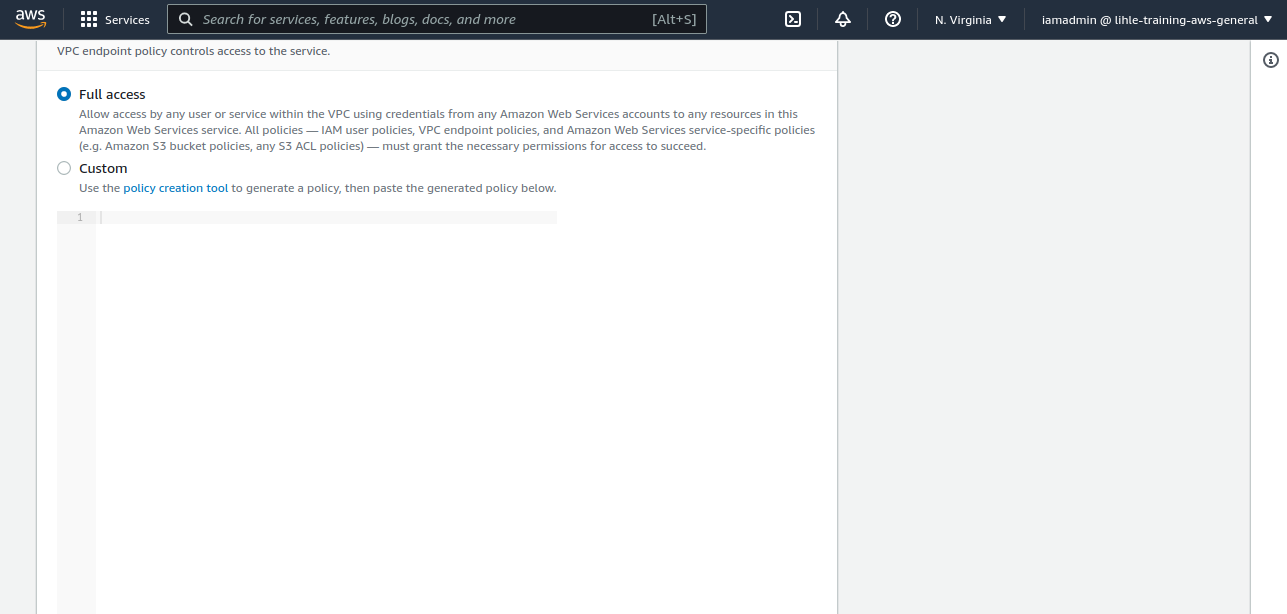 aws
Services
Search for services, features, blogs, docs, and more
[Alt+S]
N. Virginia
iamadmin @ lihle-training-aws-general
VPC endpoint policy controls access to the service.
Full access
Allow access by any user or service within the VPC using credentials from any Amazon Web Services accounts to any resources in this
Amazon Web Services service. All policies — IAM user policies, VPC endpoint policies, and Amazon Web Services service-specific policies
(e.g. Amazon S3 bucket policies, any S3 ACL policies) — must grant the necessary permissions for access to succeed.
Custom
Use the policy creation tool to generate a policy, then paste the generated policy below.
1